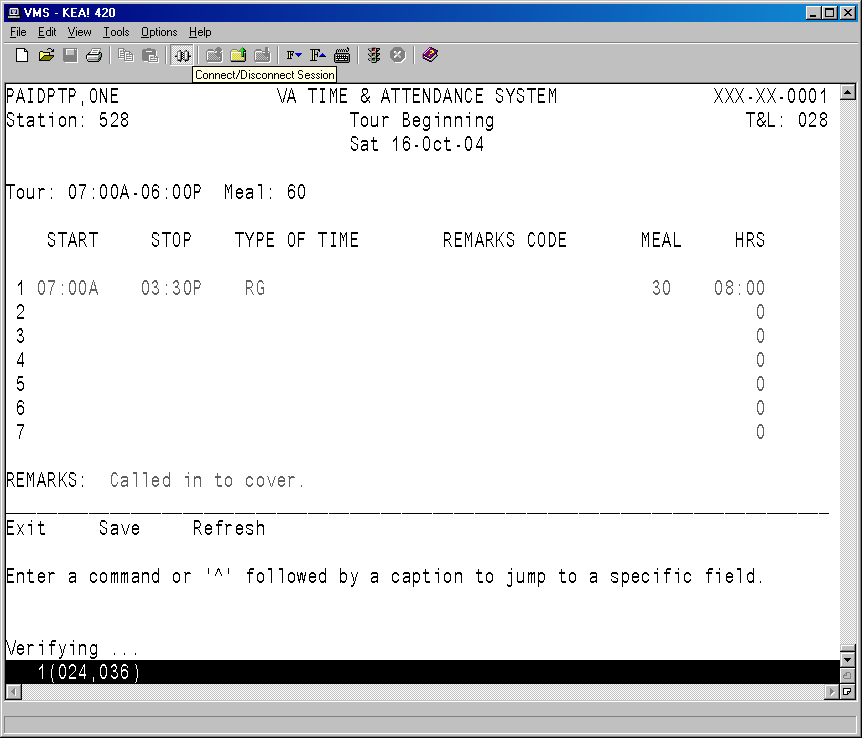 VMS - KEA! 420
File Edit View Tools Options Help
F F
Connect/Disconnect Session
PAIDPTP,ONE VA TIME & ATTENDANCE SYSTEM XXX-XX-0001
Station: 528 Tour Beginning T&L: 028
Sat 16-Oct-04
Tour: 07:00A-06:00P Meal: 60
START STOP TYPE OF TIME REMARKS CODE MEAL HRS
1 07:00A 03:30P RG 30 08:00
2 0
3 0
4 0
5 0
6 0
7 0
REMARKS: Called in to cover.
Exit Save Refresh
Enter a command or '^' followed by a caption to jump to a specific field.
Verifying ...
1(024,036)